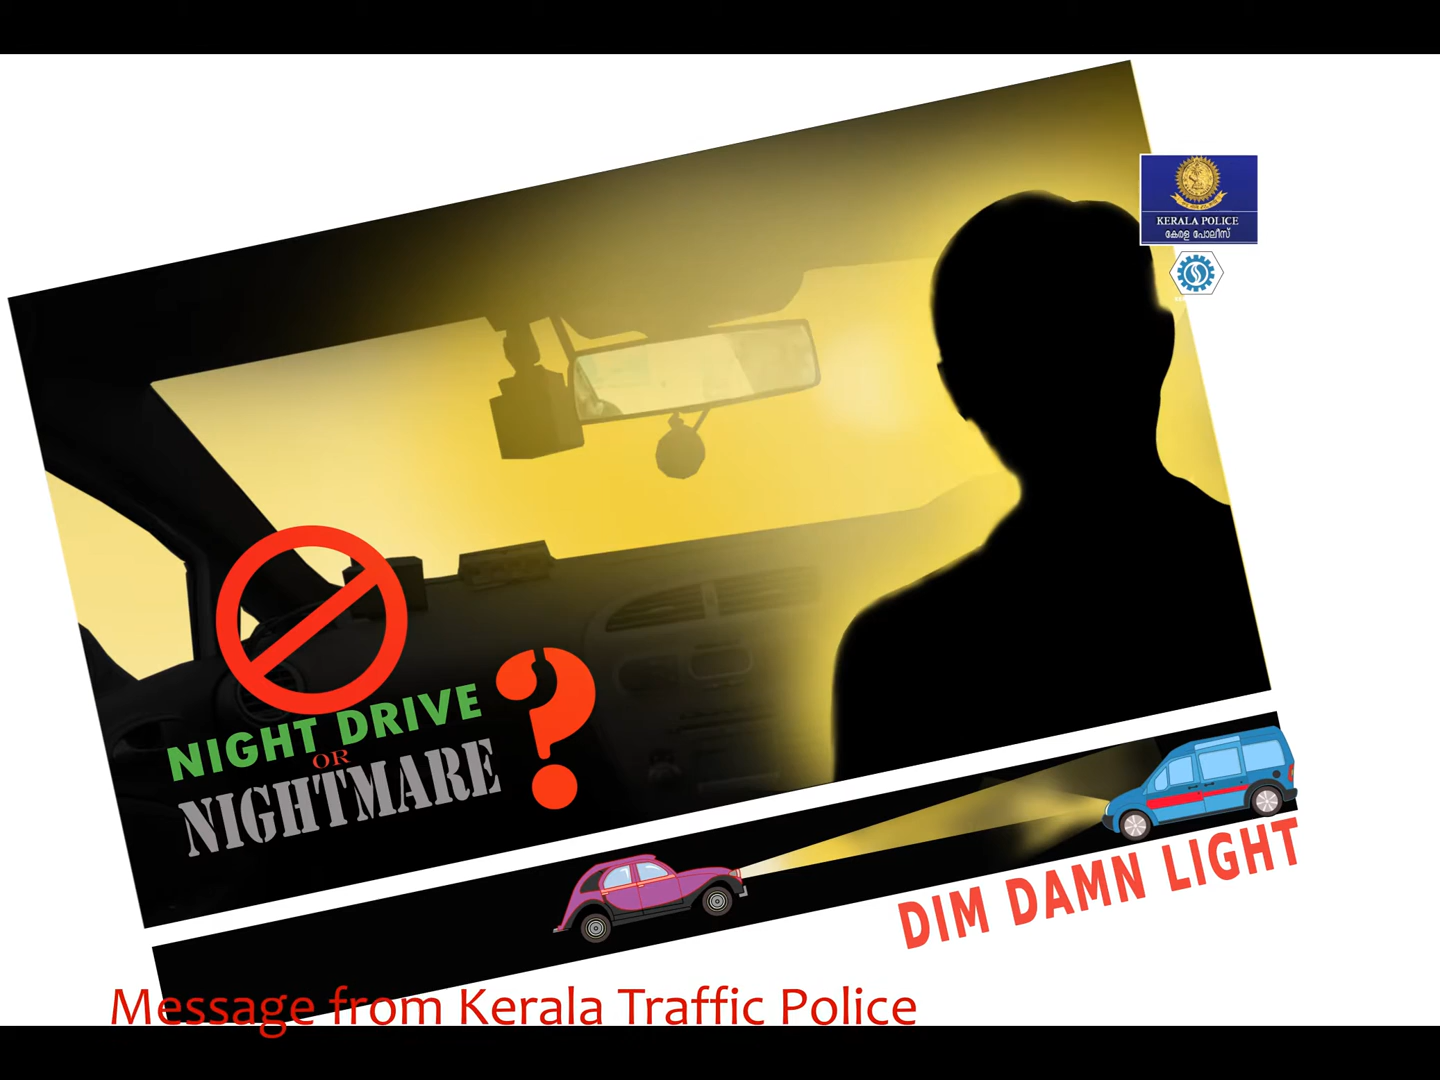 KERALA POLICE
കേരള പോലീസ്
NIGHT DRIVE
OR
NIGHTMARE ?
DIM DAMN LIGHT
Message from Kerala Traffic Police